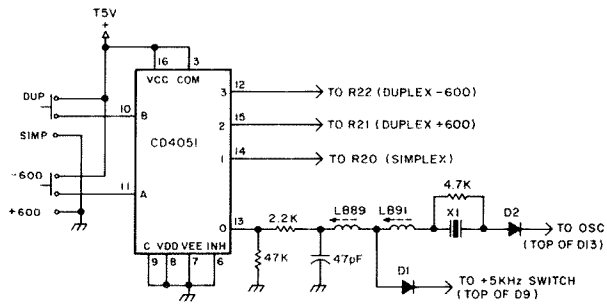 T5V
+
16 3
VCC COM
DUP
10 B
SIMP
CD4051
-600
11 A
+600
3 12 TO R22 (DUPLEX -600)
2 15 TO R21 (DUPLEX +600)
1 14 TO R20 (SIMPLEX)
0 13
2.2K
L889
L891
4.7K
X1
D2
TO OSC
(TOP OF D13)
47K
47pF
D1
TO +5KHz SWITCH
(TOP OF D9)
C VDD VEE INH
9 8 7 6